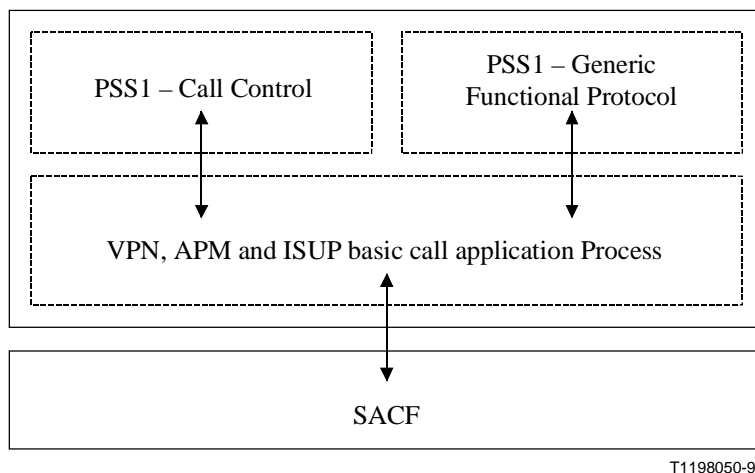 PSS1 – Call Control
PSS1 – Generic
Functional Protocol
VPN, APM and ISUP basic call application Process
SACF
T1198050-9